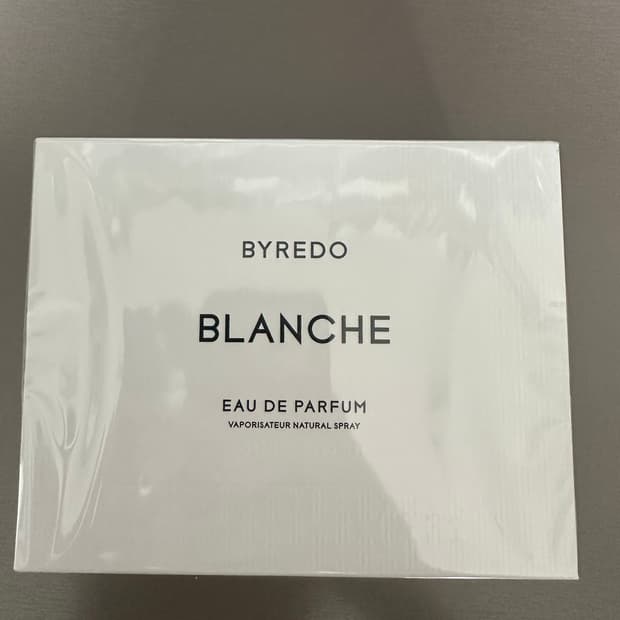 BYREDO
BLANCHE
EAU DE PARFUM
VAPORISATEUR NATURAL SPRAY